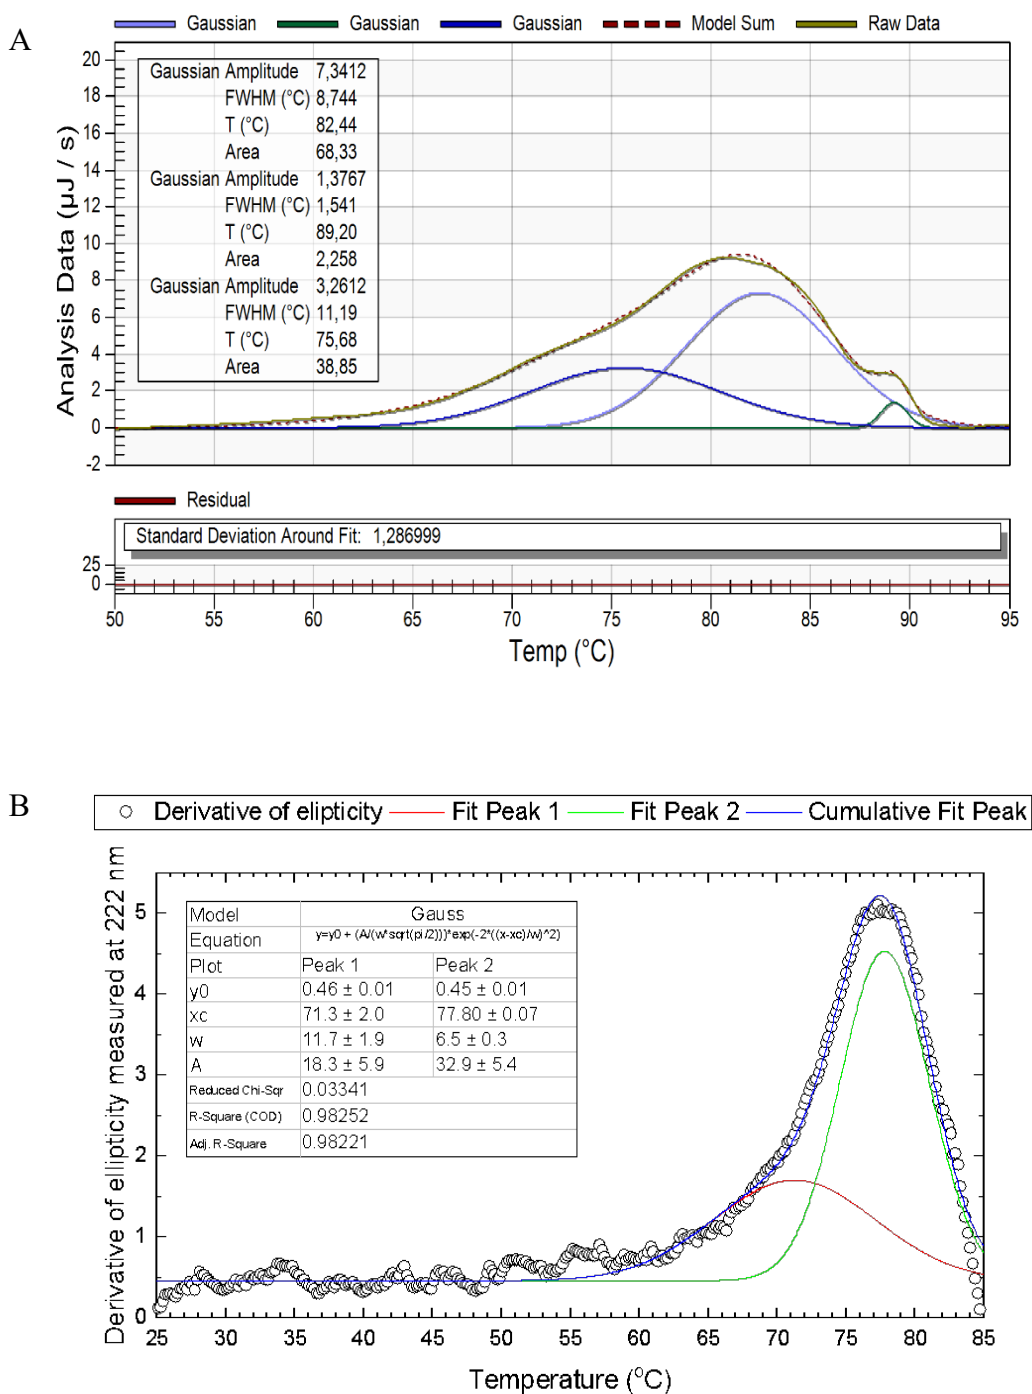 A
Gaussian Gaussian Gaussian Model Sum Raw Data
Analysis Data (µJ / s)
20
18
16
14
12
10
8
6
4
2
0
-2
Gaussian Amplitude 7,3412
FWHM (°C) 8,744
T (°C) 82,44
Area 68,33
Gaussian Amplitude 1,3767
FWHM (°C) 1,541
T (°C) 89,20
Area 2,258
Gaussian Amplitude 3,2612
FWHM (°C) 11,19
T (°C) 75,68
Area 38,85
Residual
Standard Deviation Around Fit: 1,286999
25
0
50 55 60 65 70 75 80 85 90 95
Temp (°C)
B
Derivative of elipticity Fit Peak 1 Fit Peak 2 Cumulative Fit Peak
Derivative of ellipticity measured at 222 nm
5
4
3
2
1
0
Model Gauss
Equation y=y0 + (A/(w*sqrt(pi/2)))*exp(-2*((x-xc)/w)^2)
Plot Peak 1 Peak 2
y0 0.46 ± 0.01 0.45 ± 0.01
xc 71.3 ± 2.0 77.80 ± 0.07
w 11.7 ± 1.9 6.5 ± 0.3
A 18.3 ± 5.9 32.9 ± 5.4
Reduced Chi-Sqr 0.03341
R-Square (COD) 0.98252
Adj. R-Square 0.98221
25 30 35 40 45 50 55 60 65 70 75 80 85
Temperature (°C)